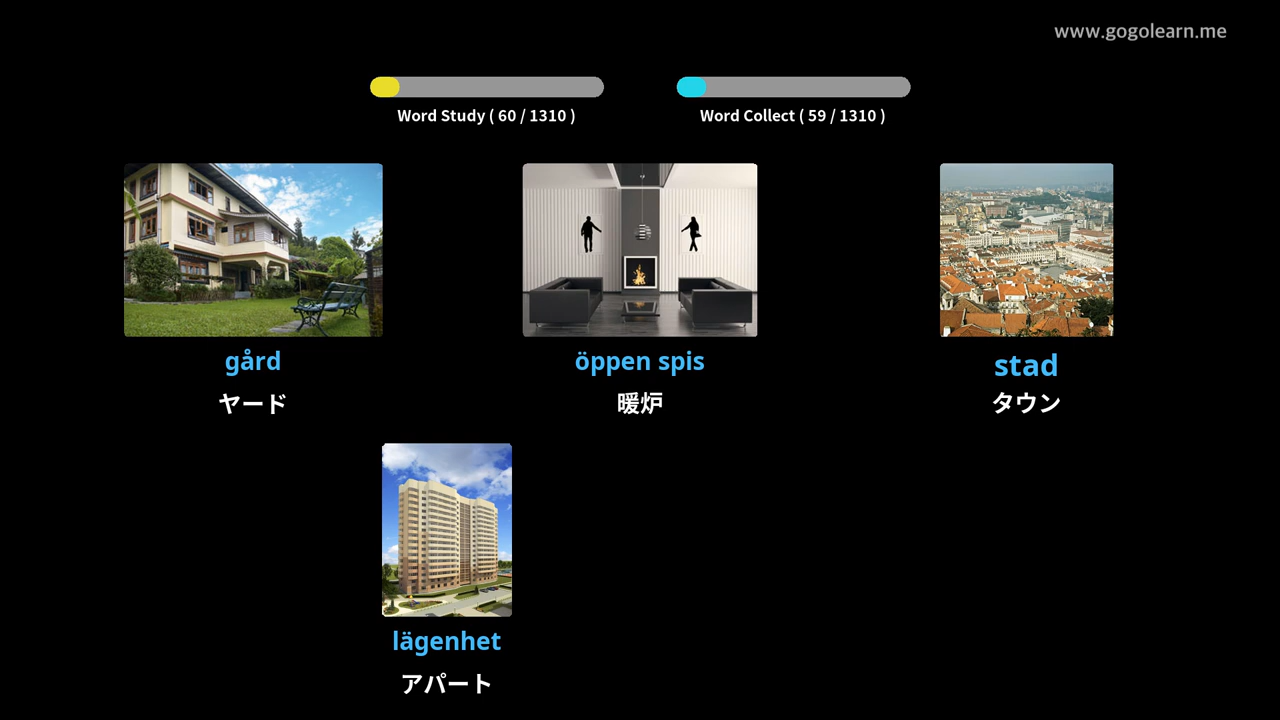 www.gogolearn.me
Word Study ( 60 / 1310 )
Word Collect ( 59 / 1310 )
gård
ヤード
öppen spis
暖炉
stad
タウン
lägenhet
アパート